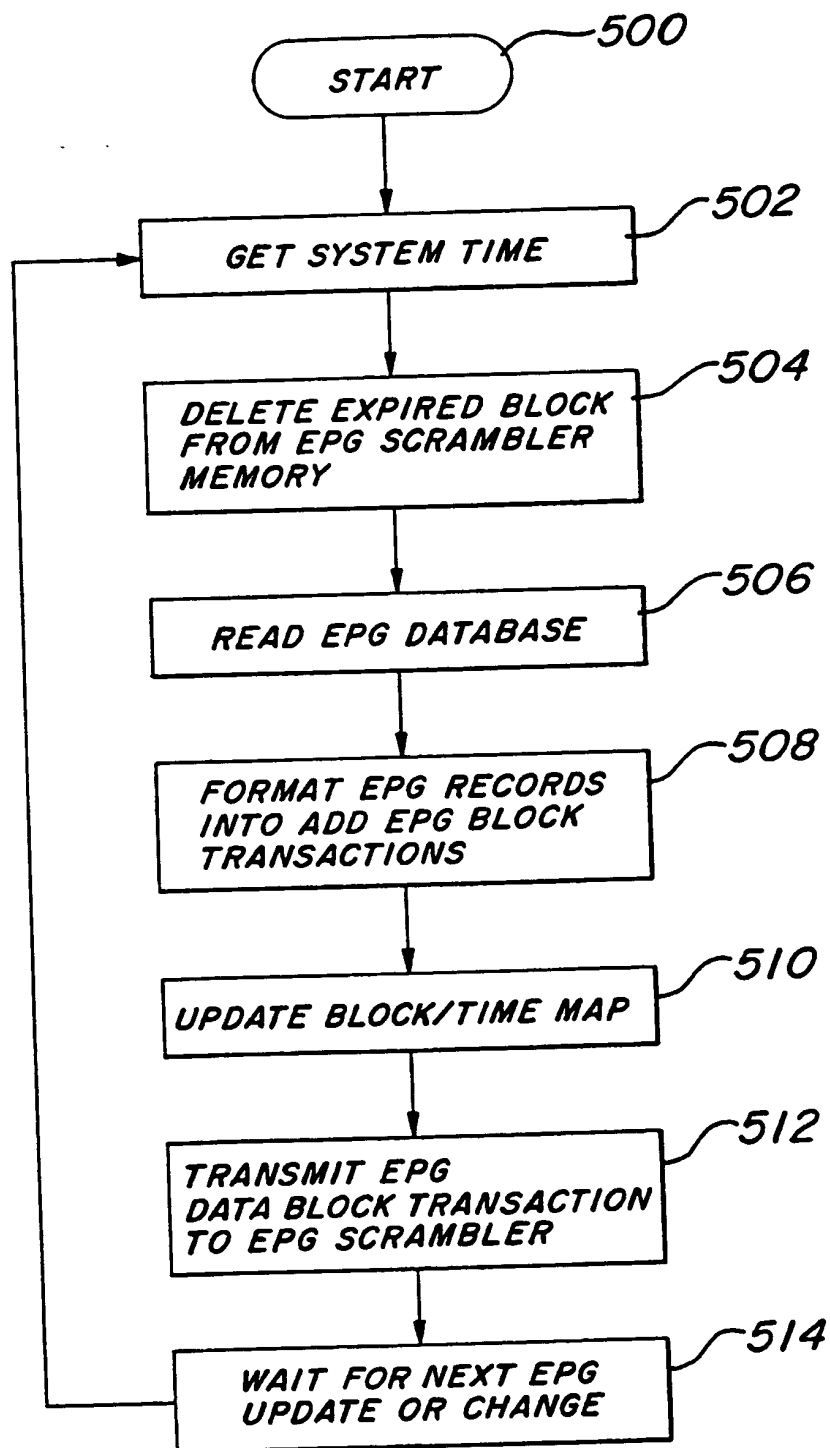 500
START
502
GET SYSTEM TIME
504
DELETE EXPIRED BLOCK
FROM EPG SCRAMBLER
MEMORY
506
READ EPG DATABASE
508
FORMAT EPG RECORDS
INTO ADD EPG BLOCK
TRANSACTIONS
510
UPDATE BLOCK/TIME MAP
512
TRANSMIT EPG
DATA BLOCK TRANSACTION
TO EPG SCRAMBLER
514
WAIT FOR NEXT EPG
UPDATE OR CHANGE